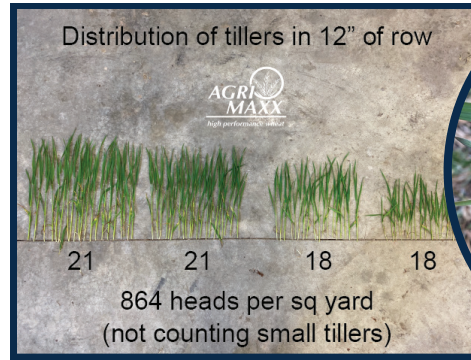 Distribution of tillers in 12” of row
AGRI
MAXX
high performance wheat
21 21 18 18
864 heads per sq yard
(not counting small tillers)